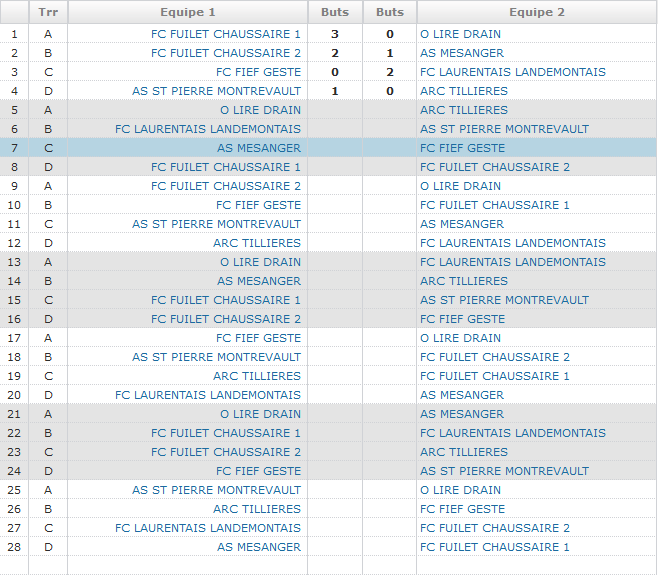 Trr Equipe 1 Buts Buts Equipe 2
1 A FC FUILET CHAUSSAIRE 1 3 0 O LIRE DRAIN
2 B FC FUILET CHAUSSAIRE 2 2 1 AS MESANGER
3 C FC FIEF GESTE 0 2 FC LAURENTAIS LANDEMONTAIS
4 D AS ST PIERRE MONTREVAULT 1 0 ARC TILLIERES
5 A O LIRE DRAIN ARC TILLIERES
6 B FC LAURENTAIS LANDEMONTAIS AS ST PIERRE MONTREVAULT
7 C AS MESANGER FC FIEF GESTE
8 D FC FUILET CHAUSSAIRE 1 FC FUILET CHAUSSAIRE 2
9 A FC FUILET CHAUSSAIRE 2 O LIRE DRAIN
10 B FC FIEF GESTE FC FUILET CHAUSSAIRE 1
11 C AS ST PIERRE MONTREVAULT AS MESANGER
12 D ARC TILLIERES FC LAURENTAIS LANDEMONTAIS
13 A O LIRE DRAIN FC LAURENTAIS LANDEMONTAIS
14 B AS MESANGER ARC TILLIERES
15 C FC FUILET CHAUSSAIRE 1 AS ST PIERRE MONTREVAULT
16 D FC FUILET CHAUSSAIRE 2 FC FIEF GESTE
17 A FC FIEF GESTE O LIRE DRAIN
18 B AS ST PIERRE MONTREVAULT FC FUILET CHAUSSAIRE 2
19 C ARC TILLIERES FC FUILET CHAUSSAIRE 1
20 D FC LAURENTAIS LANDEMONTAIS AS MESANGER
21 A O LIRE DRAIN AS MESANGER
22 B FC FUILET CHAUSSAIRE 1 FC LAURENTAIS LANDEMONTAIS
23 C FC FUILET CHAUSSAIRE 2 ARC TILLIERES
24 D FC FIEF GESTE AS ST PIERRE MONTREVAULT
25 A AS ST PIERRE MONTREVAULT O LIRE DRAIN
26 B ARC TILLIERES FC FIEF GESTE
27 C FC LAURENTAIS LANDEMONTAIS FC FUILET CHAUSSAIRE 2
28 D AS MESANGER FC FUILET CHAUSSAIRE 1